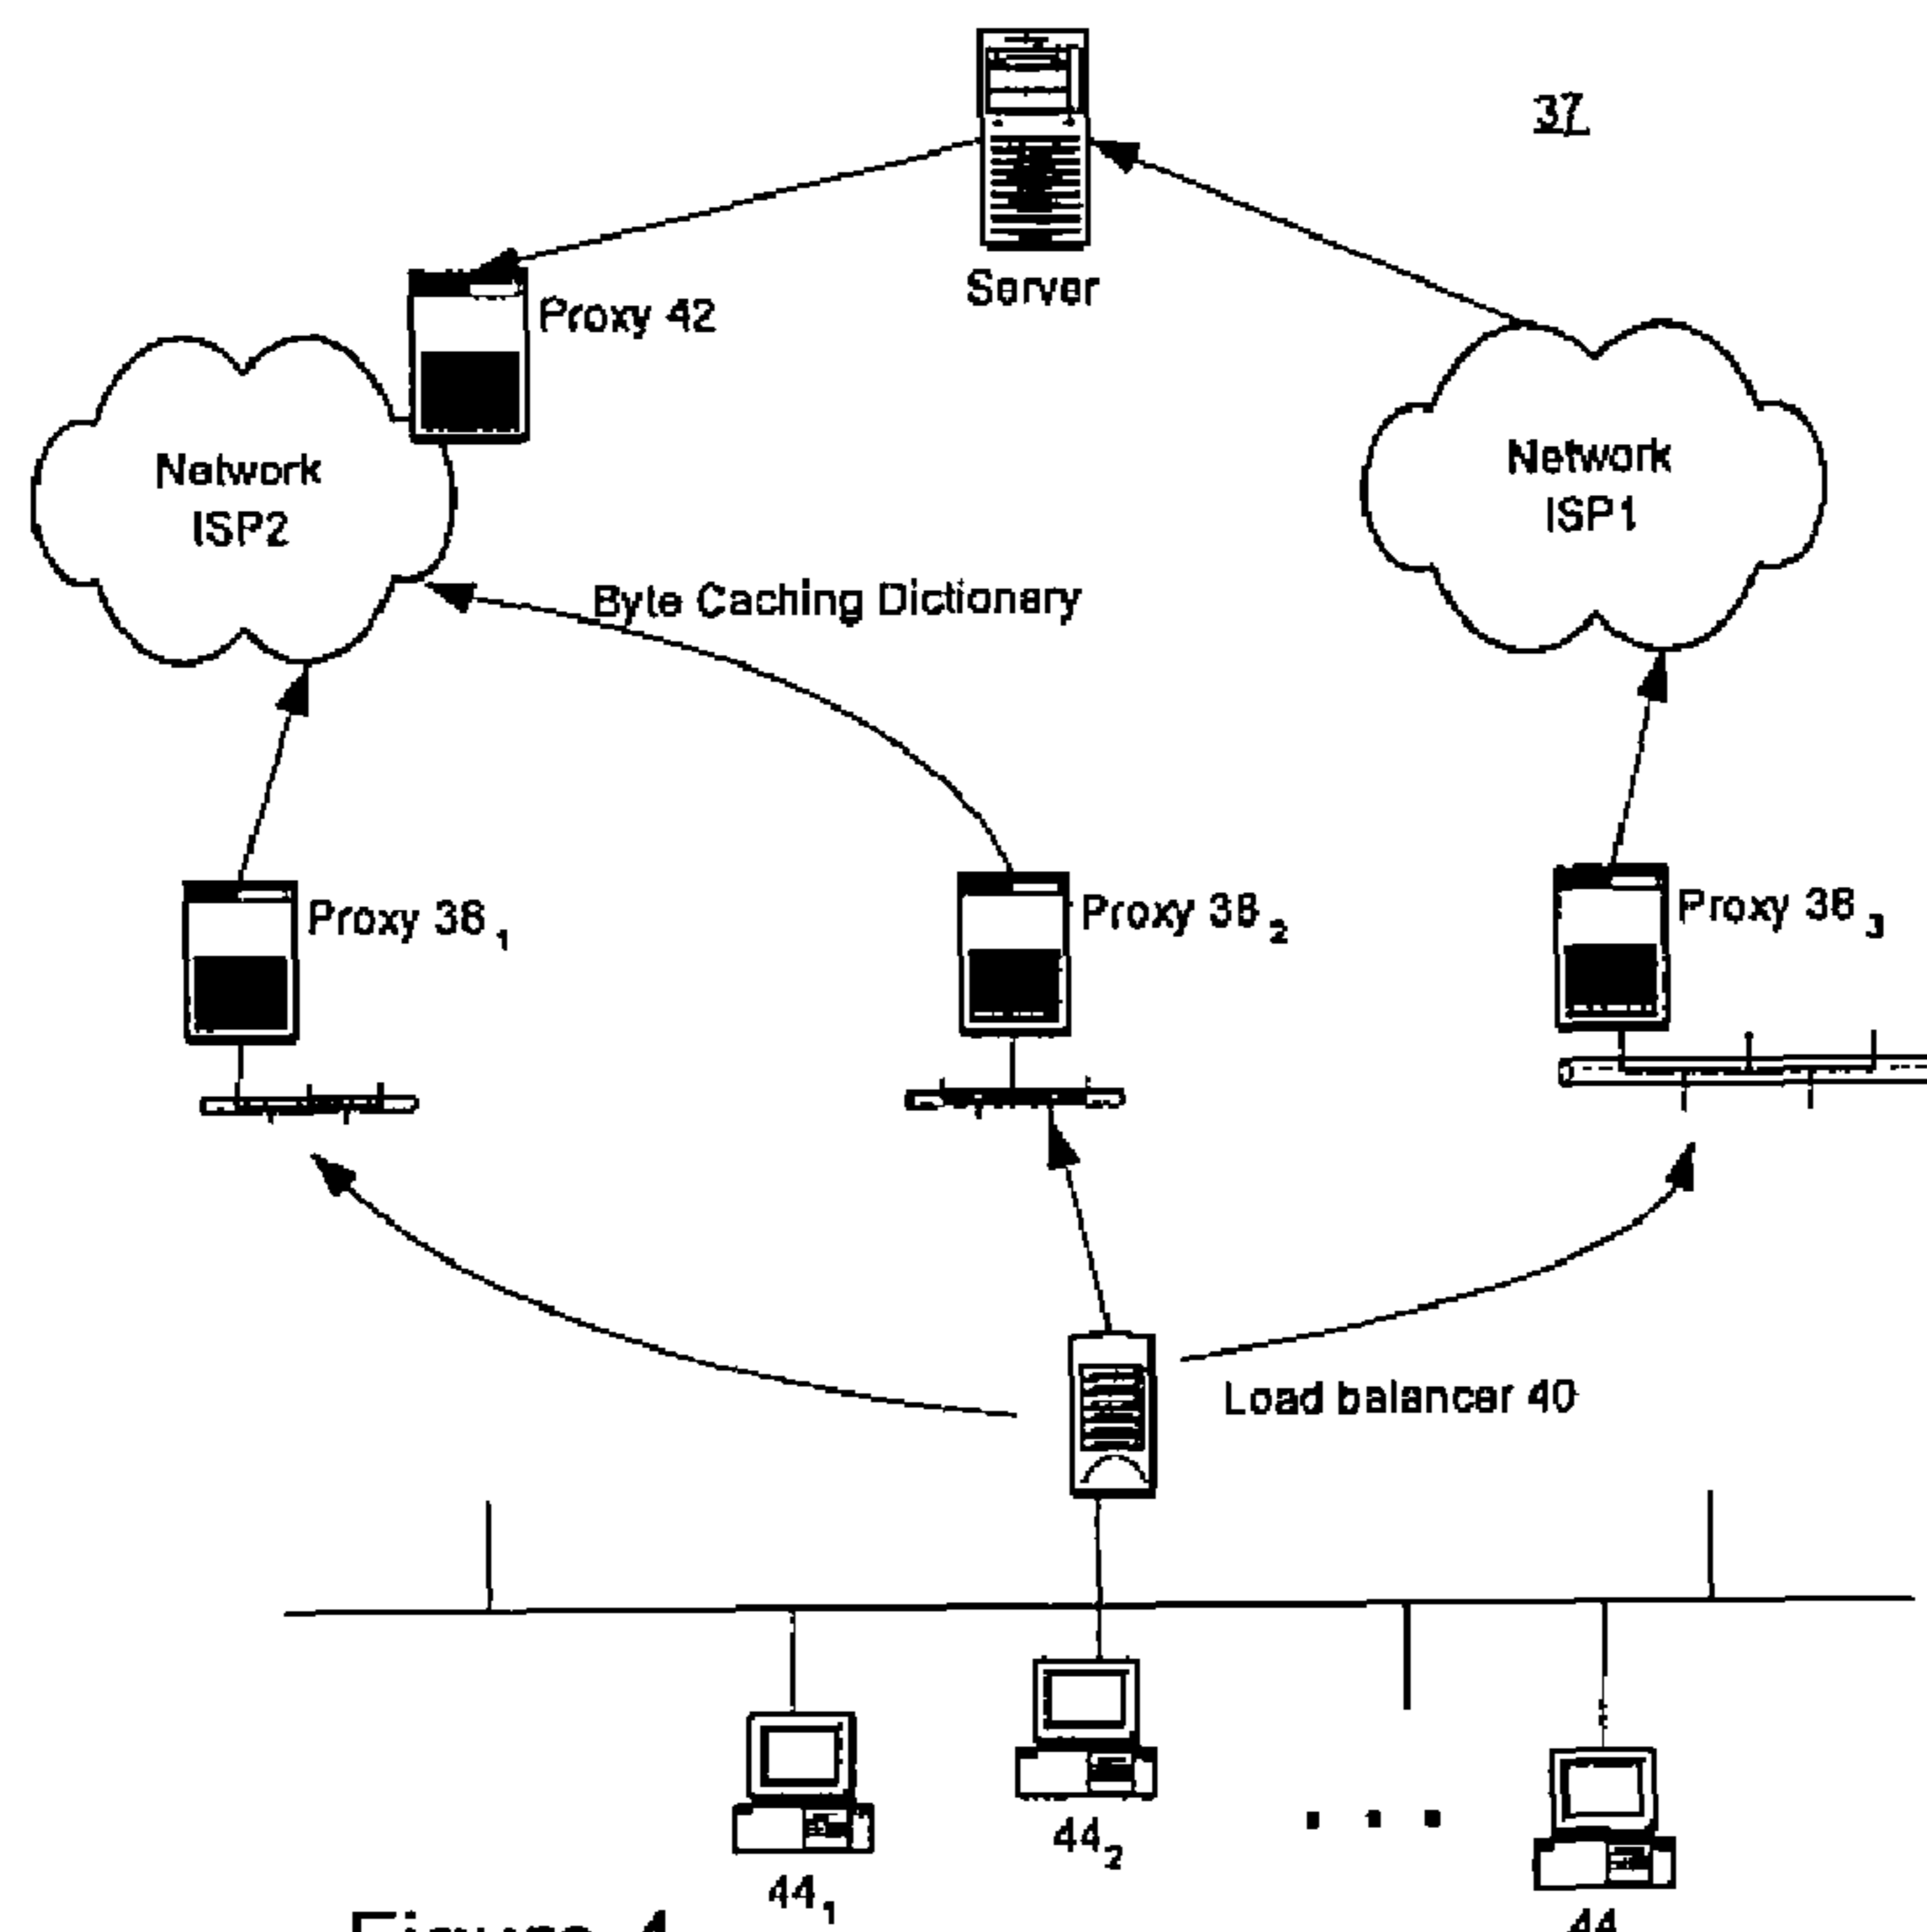 37
Server
Proxy 42
Network
ISP2
Network
ISP1
Byte Caching Dictionary
Proxy 38 1
Proxy 38 2
Proxy 38 3
Load balancer 40
44 2
44 1
44